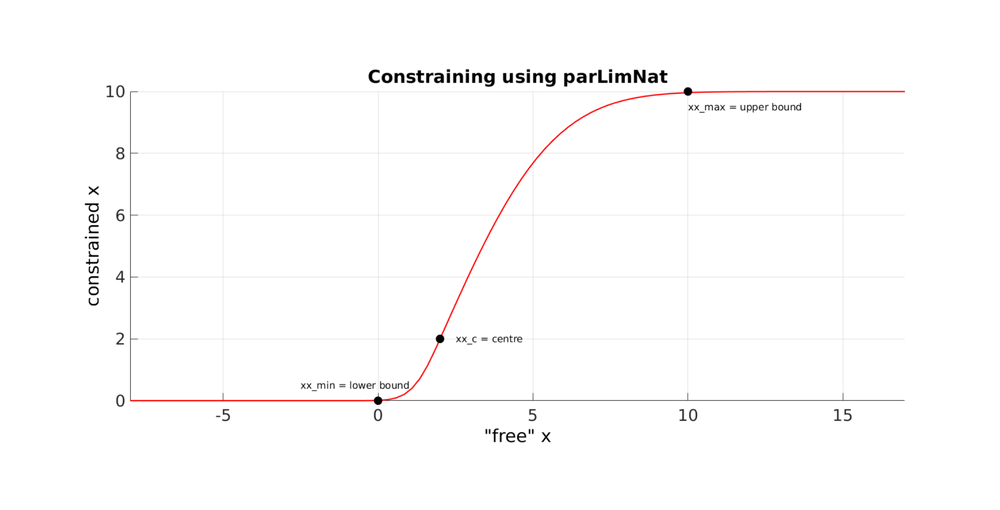 Constraining using parLimNat
10
xx_max = upper bound
8
6
constrained x
4
2
xx_c = centre
xx_min = lower bound
0
-5
0
5
10
15
"free" x